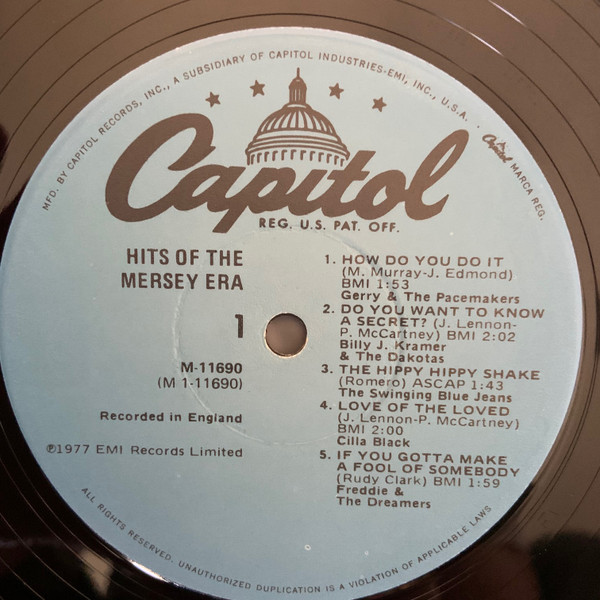 MFD. BY CAPITOL RECORDS, INC., A SUBSIDIARY OF CAPITOL INDUSTRIES-EMI, INC., U.S.A. · Capitol MARCA REG.
Capitol
REG. U.S. PAT. OFF.
HITS OF THE
MERSEY ERA
1
M-11690
(M 1-11690)
Recorded in England
℗1977 EMI Records Limited
1. HOW DO YOU DO IT
(M. Murray-J. Edmond)
BMI 1:53
Gerry & The Pacemakers
2. DO YOU WANT TO KNOW
A SECRET? (J. Lennon-
P. McCartney) BMI 2:02
Billy J. Kramer
& The Dakotas
3. THE HIPPY HIPPY SHAKE
(Romero) ASCAP 1:43
The Swinging Blue Jeans
4. LOVE OF THE LOVED
(J. Lennon-P. McCartney)
BMI 2:00
Cilla Black
5. IF YOU GOTTA MAKE
A FOOL OF SOMEBODY
(Rudy Clark) BMI 1:59
Freddie &
The Dreamers
ALL RIGHTS RESERVED. UNAUTHORIZED DUPLICATION IS A VIOLATION OF APPLICABLE LAWS